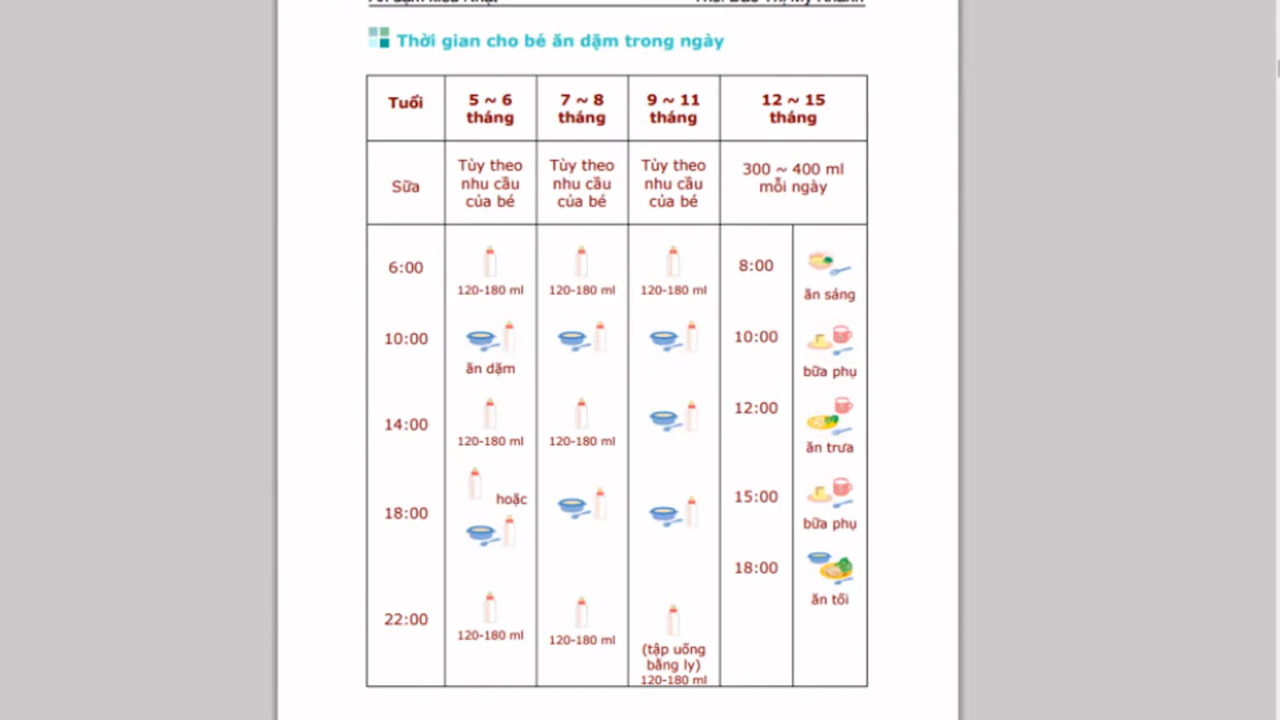 Thời gian cho bé ăn dặm trong ngày
Tuổi
5 ~ 6
tháng
7 ~ 8
tháng
9 ~ 11
tháng
12 ~ 15
tháng
Sữa
Tùy theo
nhu cầu
của bé
Tùy theo
nhu cầu
của bé
Tùy theo
nhu cầu
của bé
300 ~ 400 ml
mỗi ngày
6:00
120-180 ml
120-180 ml
120-180 ml
8:00
ăn sáng
10:00
ăn dặm
10:00
bữa phụ
14:00
120-180 ml
120-180 ml
12:00
ăn trưa
18:00
hoặc
15:00
bữa phụ
18:00
ăn tối
22:00
120-180 ml
120-180 ml
(tập uống
bằng ly)
120-180 ml